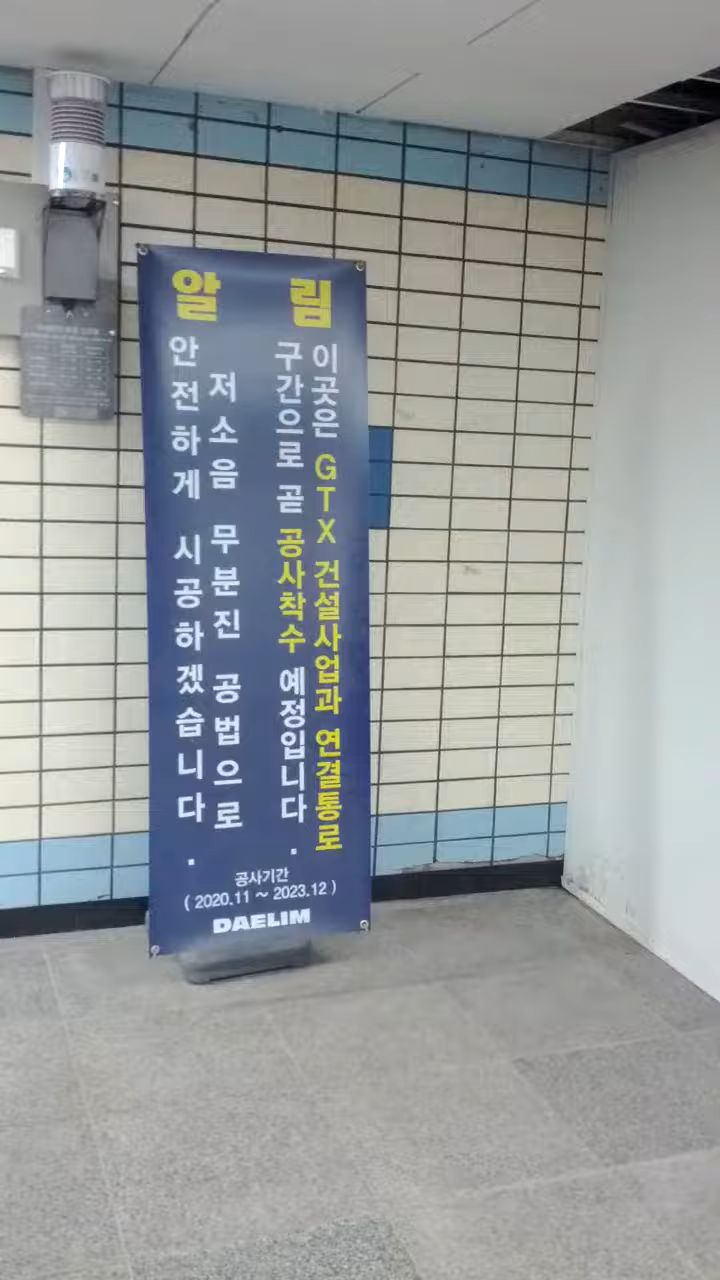 알 림
이곳은 GTX 건설사업과 연결통로
구간으로 곧 공사착수 예정입니다.
저소음 무분진 공법으로
안전하게 시공하겠습니다.
공사기간
( 2020.11 ~ 2023.12 )
DAELIM